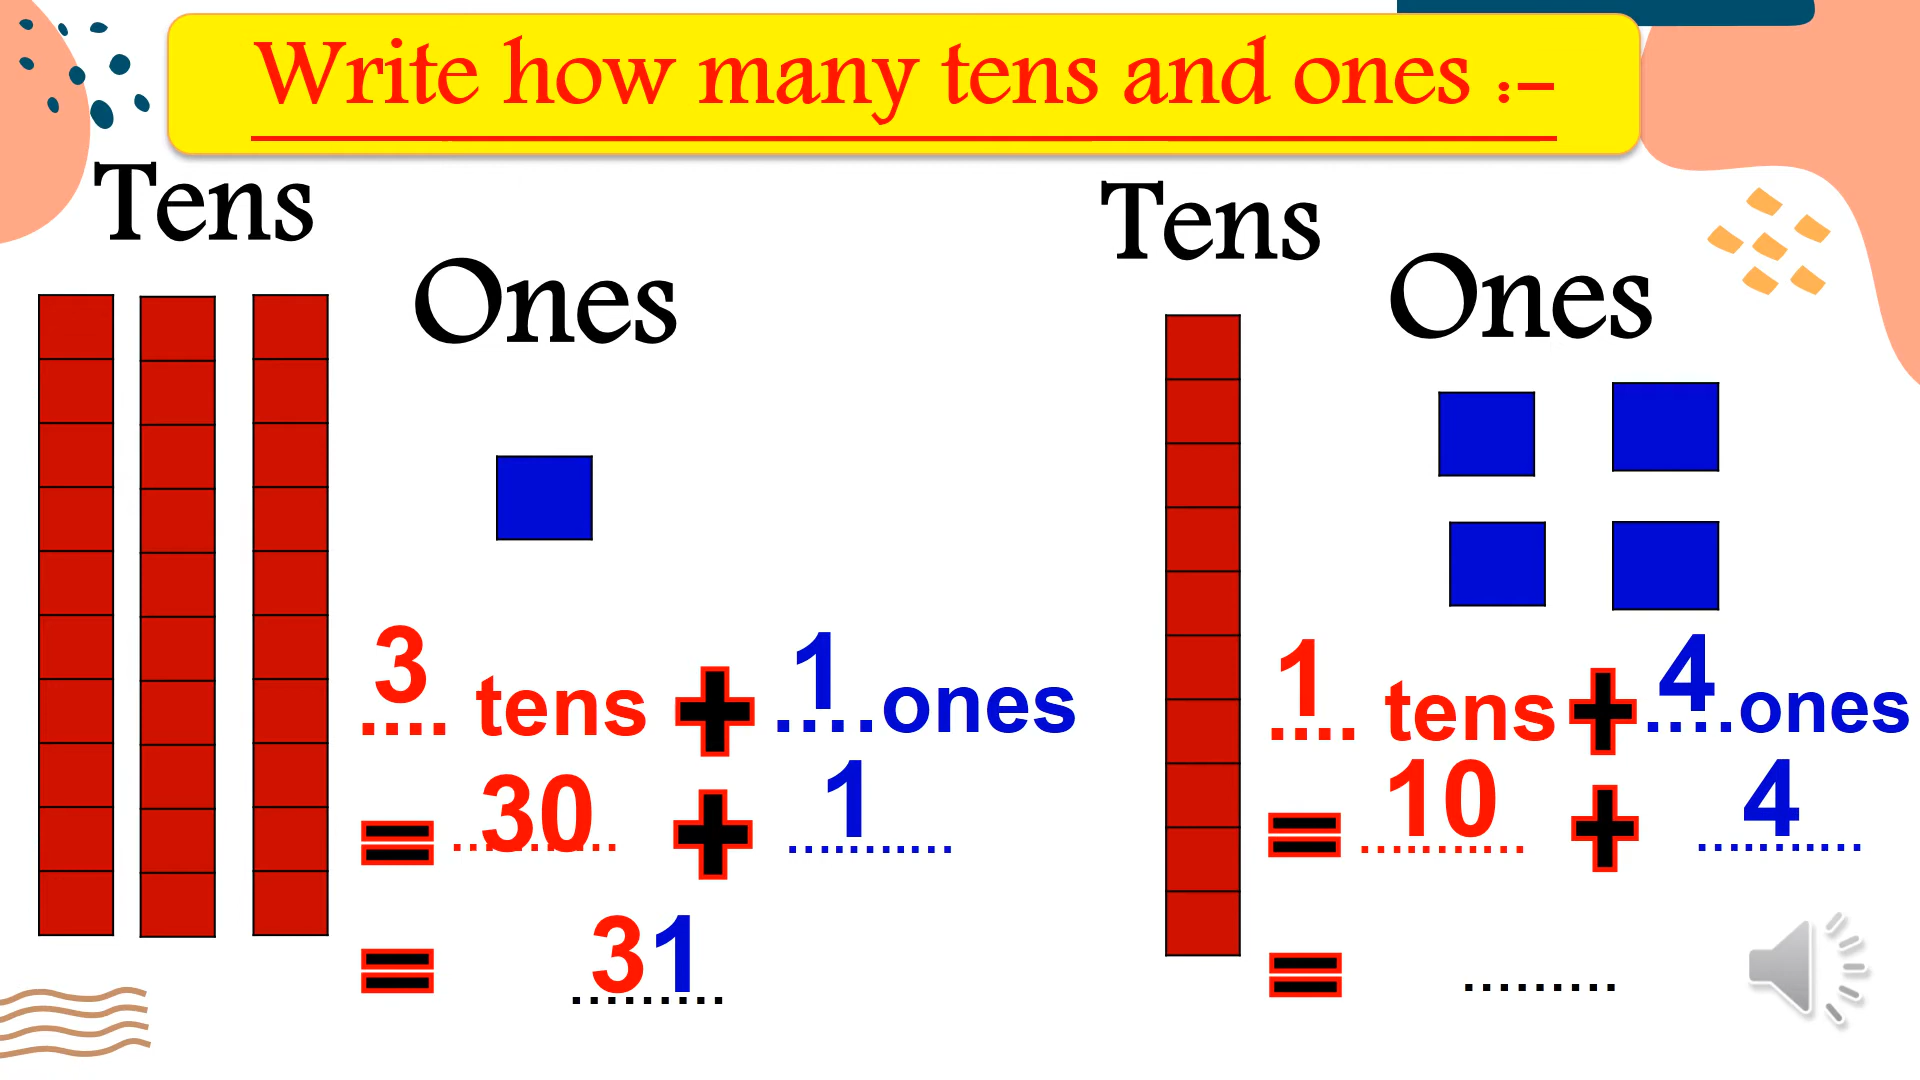 Write how many tens and ones :-
Tens
Ones
3
.... tens + 1 ....ones
= 30 .......... + 1 ..........
= 31 .........
Tens
Ones
1
.... tens + 4 ....ones
= 10 .......... + 4 ..........
= .........